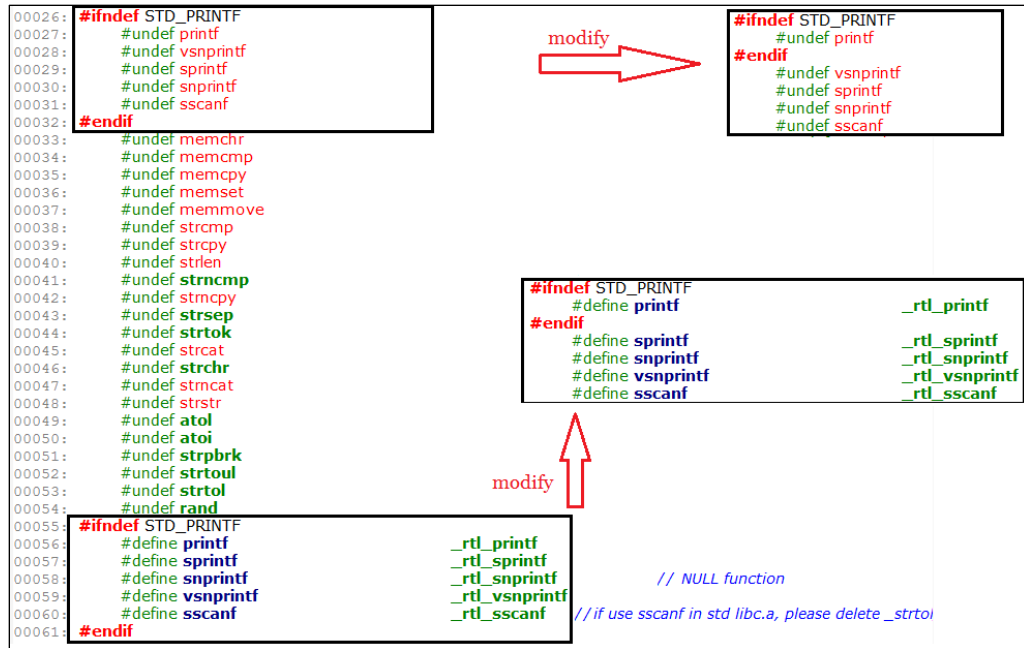 00026: #ifndef STD_PRINTF
00027: #undef printf
00028: #undef vsnprintf
00029: #undef sprintf
00030: #undef snprintf
00031: #undef sscanf
00032: #endif
modify
#ifndef STD_PRINTF
#undef printf
#endif
#undef vsnprintf
#undef sprintf
#undef snprintf
#undef sscanf
00033: #undef memchr
00034: #undef memcmp
00035: #undef memcpy
00036: #undef memset
00037: #undef memmove
00038: #undef strcmp
00039: #undef strcpy
00040: #undef strlen
00041: #undef strncmp
00042: #undef strncpy
00043: #undef strsep
00044: #undef strtok
00045: #undef strcat
00046: #undef strchr
00047: #undef strncat
00048: #undef strstr
00049: #undef atol
00050: #undef atoi
00051: #undef strpbrk
00052: #undef strtoul
00053: #undef strtol
00054: #undef rand
#ifndef STD_PRINTF
#define printf _rtl_printf
#endif
#define sprintf _rtl_sprintf
#define snprintf _rtl_snprintf
#define vsnprintf _rtl_vsnprintf
#define sscanf _rtl_sscanf
modify
00055: #ifndef STD_PRINTF
00056: #define printf _rtl_printf
00057: #define sprintf _rtl_sprintf
00058: #define snprintf _rtl_snprintf // NULL function
00059: #define vsnprintf _rtl_vsnprintf
00060: #define sscanf _rtl_sscanf //if use sscanf in std libc.a, please delete _strtol
00061: #endif